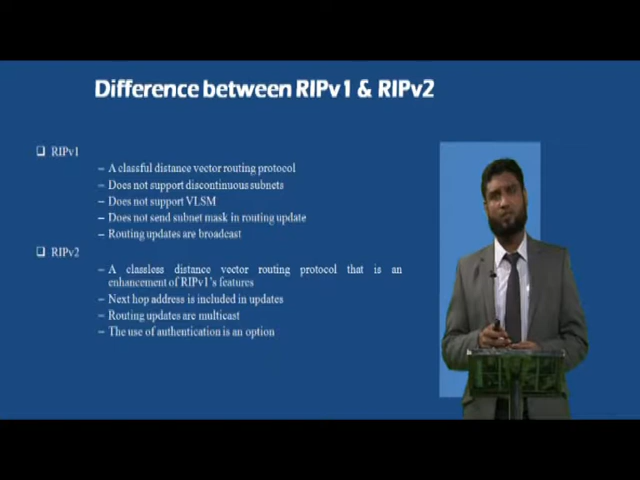 Difference between RIPv1 & RIPv2
❑ RIPv1
– A classful distance vector routing protocol
– Does not support discontinuous subnets
– Does not support VLSM
– Does not send subnet mask in routing update
– Routing updates are broadcast
❑ RIPv2
– A classless distance vector routing protocol that is an
enhancement of RIPv1's features
– Next hop address is included in updates
– Routing updates are multicast
– The use of authentication is an option